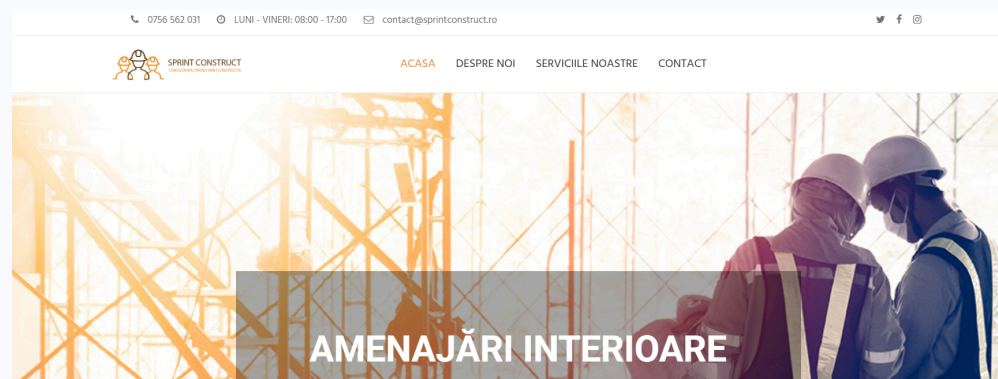 0756 562 031 LUNI - VINERI: 08:00 - 17:00 contact@sprintconstruct.ro
SPRINT CONSTRUCT
ACASA DESPRE NOI SERVICIILE NOASTRE CONTACT
AMENAJĂRI INTERIOARE